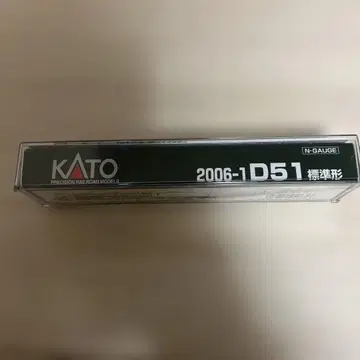 N-GAUGE
KATO
PRECISION RAILROAD MODELS
2006-1 D51 標準形